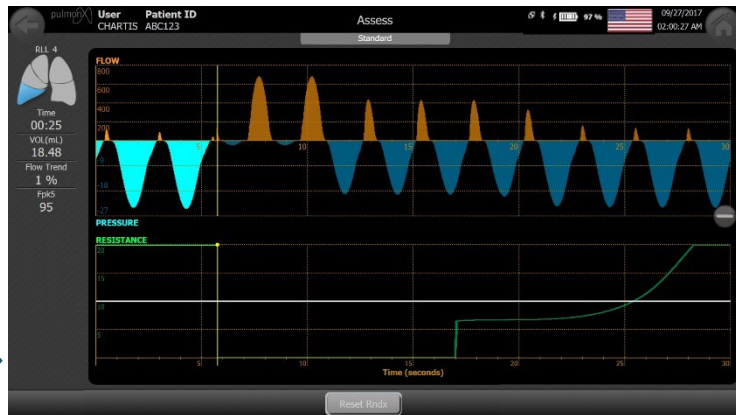 pulmonx
User Patient ID
CHARTIS ABC123
Assess
97 %
09/27/2017
02:00:27 AM
Standard
RLL 4
Time
00:25
VOL(mL)
18.48
Flow Trend
1 %
Fpk5
95
FLOW
800
600
400
200
5 10 15 20 25 30
-9
-18
-27
PRESSURE
RESISTANCE
20
15
10
5
5 10 15 20 25 30
Time (seconds)
Reset Rndx